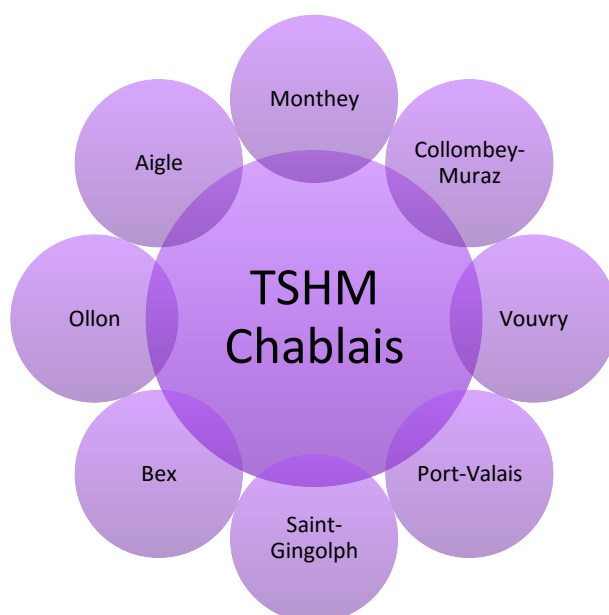 Monthey
Collombey-
Muraz
Vouvry
Port-Valais
Saint-
Gingolph
Bex
Ollon
Aigle
TSHM
Chablais